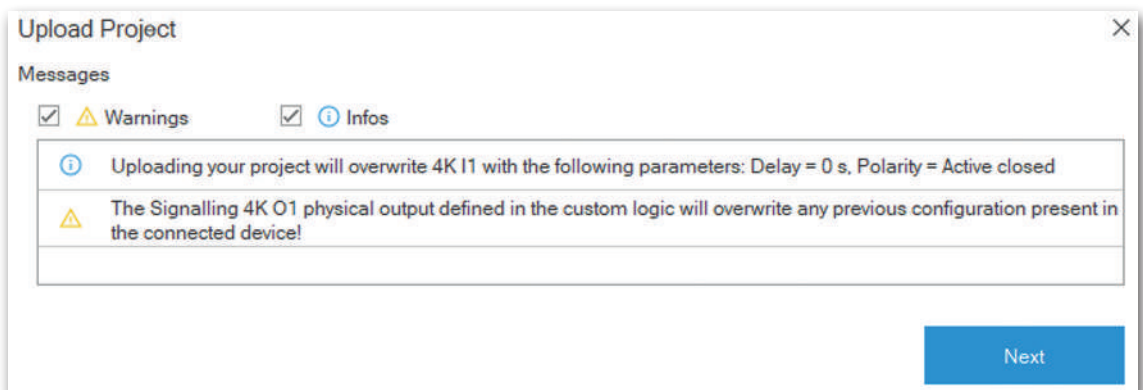 Upload Project
Messages
Warnings
Infos
Uploading your project will overwrite 4K I1 with the following parameters: Delay = 0 s, Polarity = Active closed
The Signalling 4K O1 physical output defined in the custom logic will overwrite any previous configuration present in
the connected device!
Next